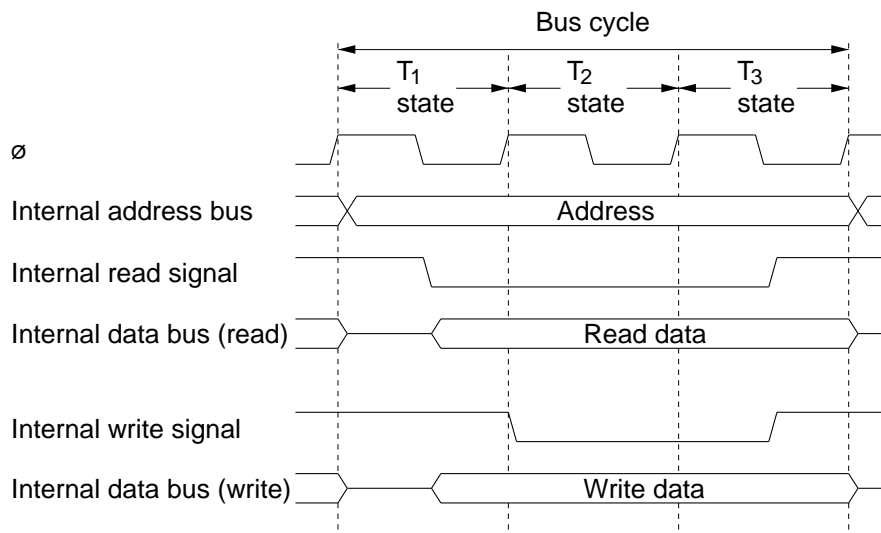 Bus cycle
T1 state
T2 state
T3 state
ø
Internal address bus
Address
Internal read signal
Internal data bus (read)
Read data
Internal write signal
Internal data bus (write)
Write data